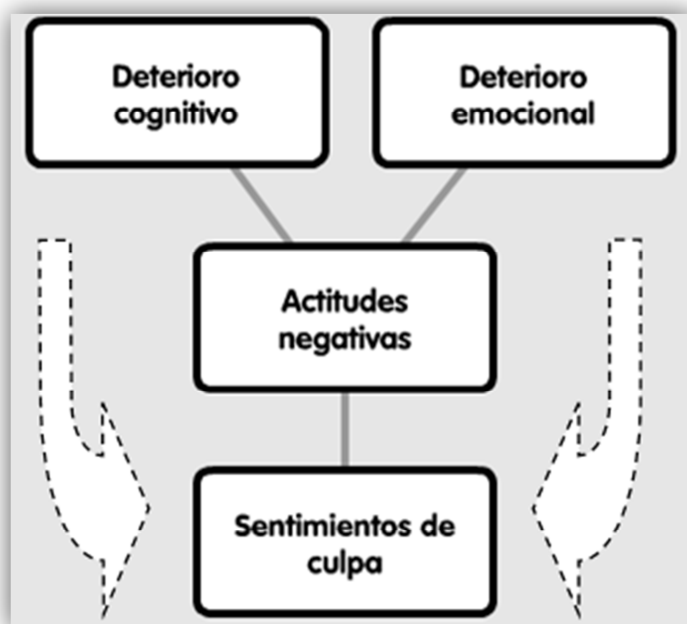 Deterioro
cognitivo
Deterioro
emocional
Actitudes
negativas
Sentimientos de
culpa